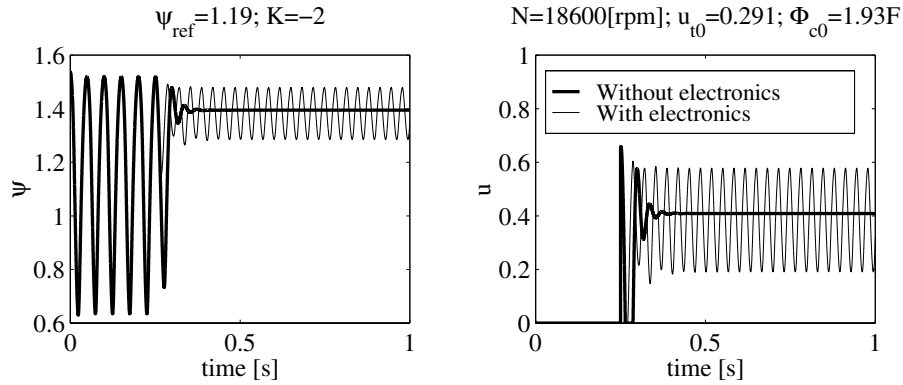 ψref=1.19; K=−2
1.6
1.4
1.2
1
0.8
0.6
ψ
0
0.5
1
time [s]
N=18600[rpm]; ut0=0.291; Φc0=1.93F
1
0.8
0.6
0.4
0.2
0
u
Without electronics
With electronics
0
0.5
1
time [s]